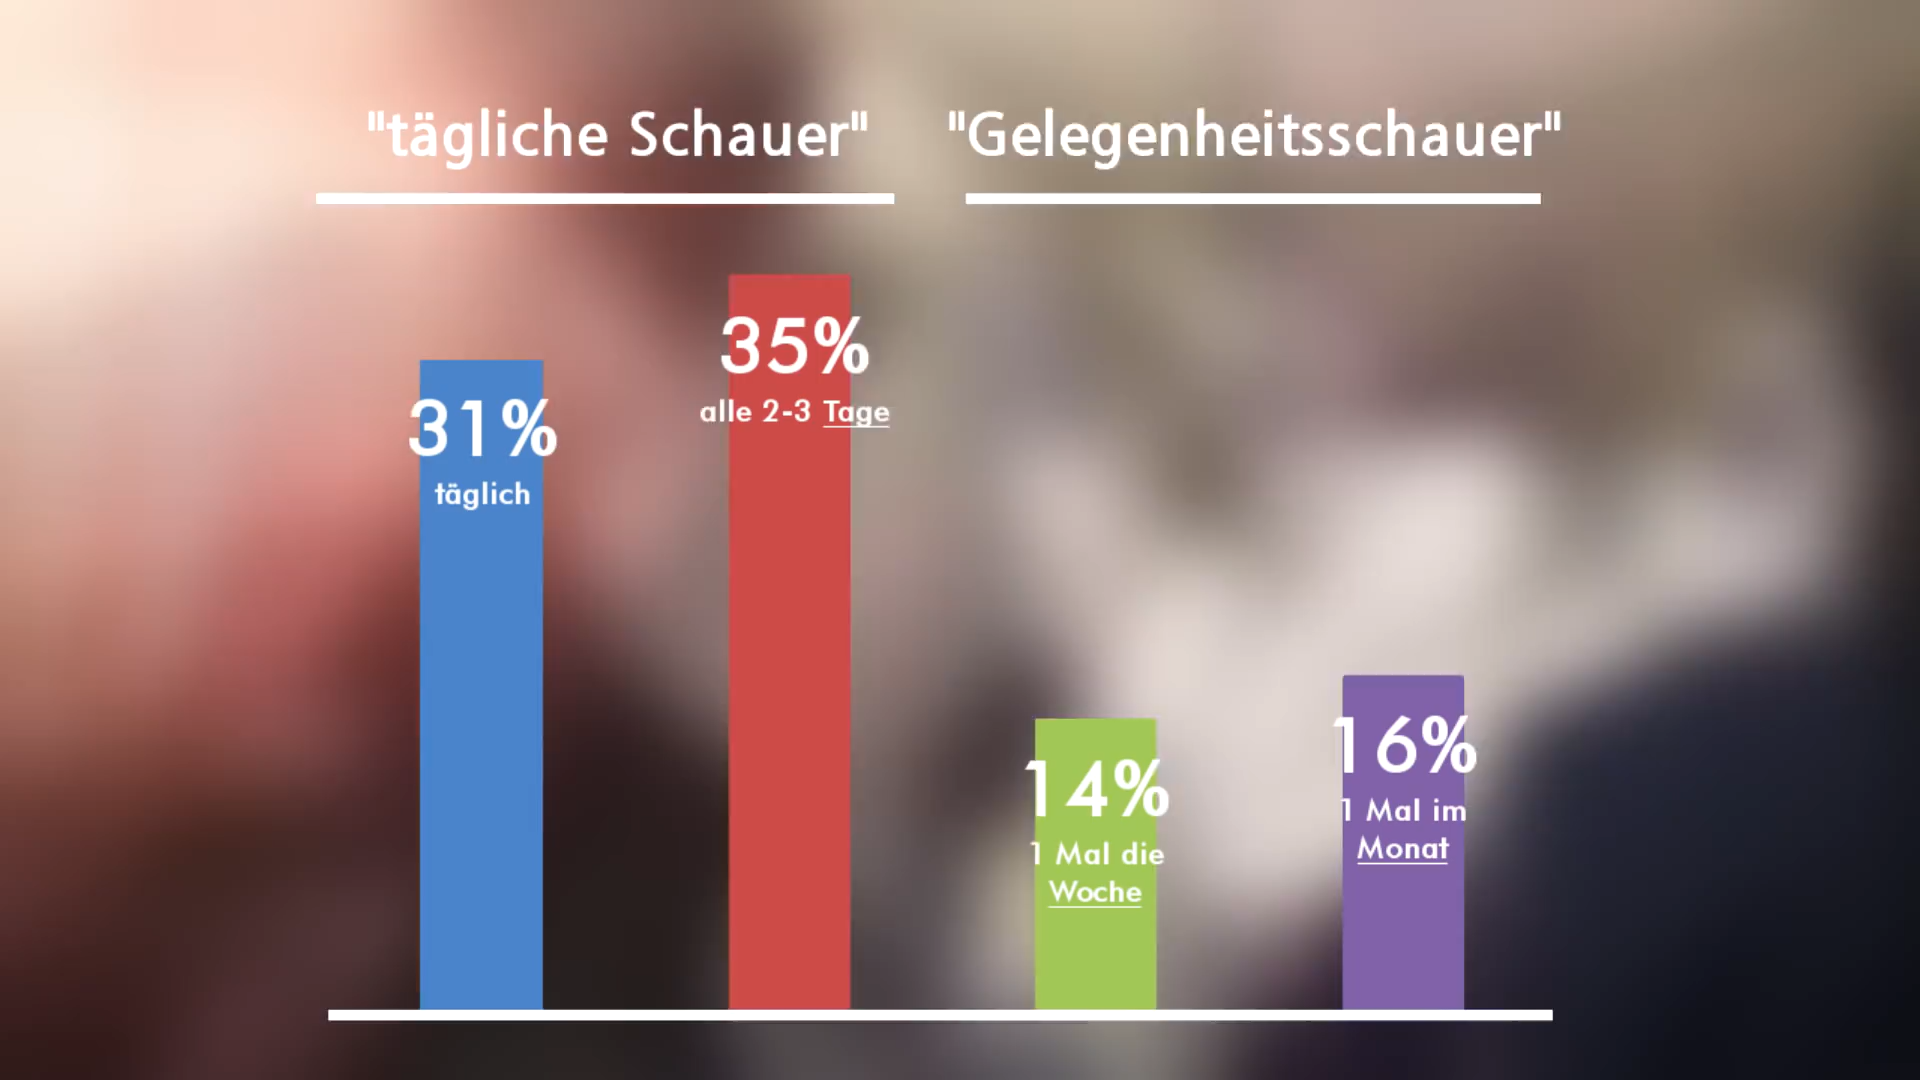 "tägliche Schauer"
"Gelegenheitsschauer"
31%
täglich
35%
alle 2-3 Tage
14%
1 Mal die
Woche
16%
1 Mal im
Monat